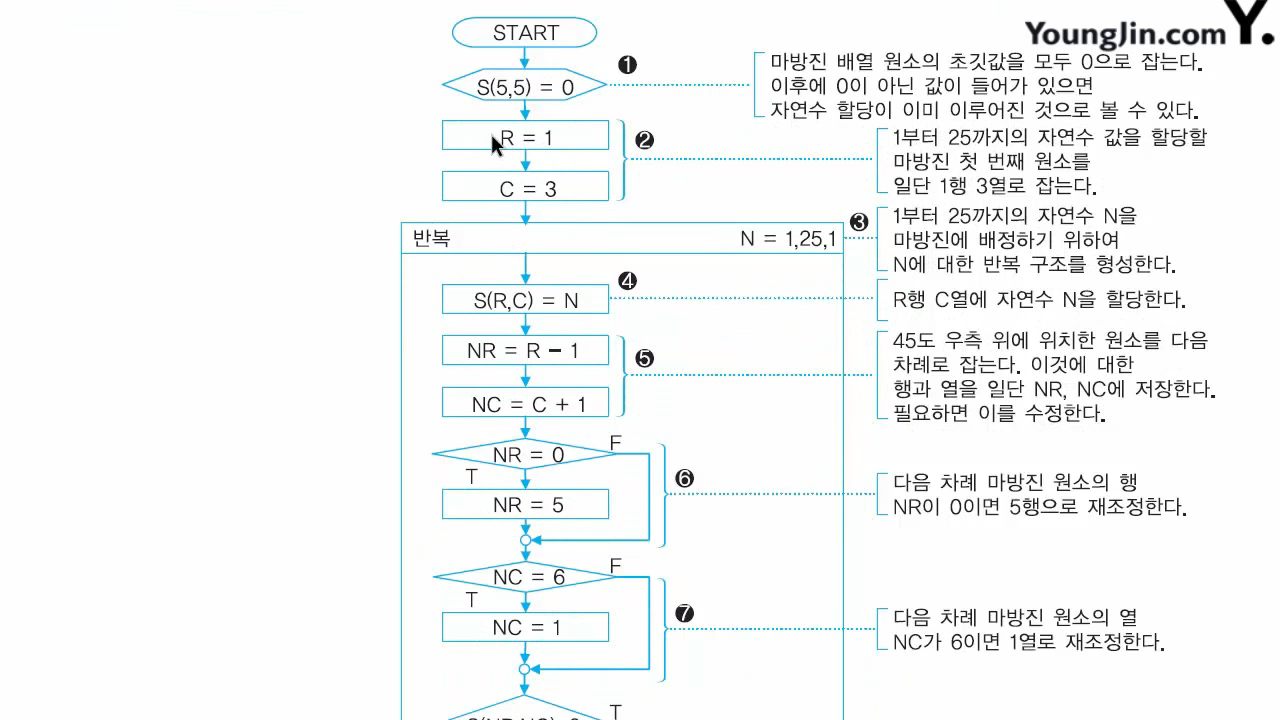 YoungJin.com Y.
START
❶
S(5,5) = 0
마방진 배열 원소의 초깃값을 모두 0으로 잡는다.
이후에 0이 아닌 값이 들어가 있으면
자연수 할당이 이미 이루어진 것으로 볼 수 있다.
R = 1
❷
C = 3
1부터 25까지의 자연수 값을 할당할
마방진 첫 번째 원소를
일단 1행 3열로 잡는다.
반복 N = 1,25,1
❸
1부터 25까지의 자연수 N을
마방진에 배정하기 위하여
N에 대한 반복 구조를 형성한다.
❹
S(R,C) = N
R행 C열에 자연수 N을 할당한다.
NR = R - 1
❺
NC = C + 1
45도 우측 위에 위치한 원소를 다음
차례로 잡는다. 이것에 대한
행과 열을 일단 NR, NC에 저장한다.
필요하면 이를 수정한다.
NR = 0
F
T
NR = 5
❻
다음 차례 마방진 원소의 행
NR이 0이면 5행으로 재조정한다.
NC = 6
F
T
NC = 1
❼
다음 차례 마방진 원소의 열
NC가 6이면 1열로 재조정한다.
T